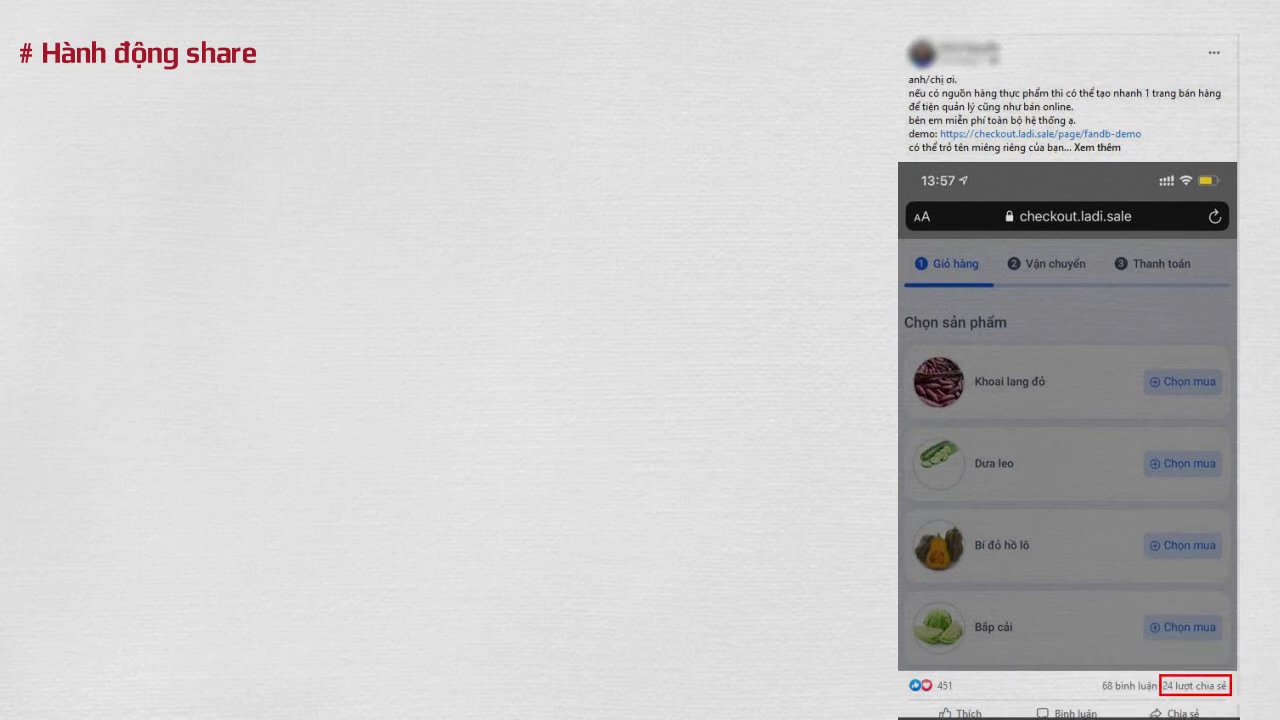 # Hành động share
anh/chị ơi.
nếu có nguồn hàng thực phẩm thì có thể tạo nhanh 1 trang bán hàng
để tiện quản lý cũng như bán online.
bên em miễn phí toàn bộ hệ thống ạ.
demo: https://checkout.ladi.sale/page/fandb-demo
có thể trỏ tên miêng riêng của bạn... Xem thêm
13:57
AA checkout.ladi.sale
1 Giỏ hàng 2 Vận chuyển 3 Thanh toán
Chọn sản phẩm
Khoai lang đỏ Chọn mua
Dưa leo Chọn mua
Bí đỏ hồ lô Chọn mua
Bắp cải Chọn mua
451 68 bình luận 24 lượt chia sẻ
Thích Bình luận Chia sẻ